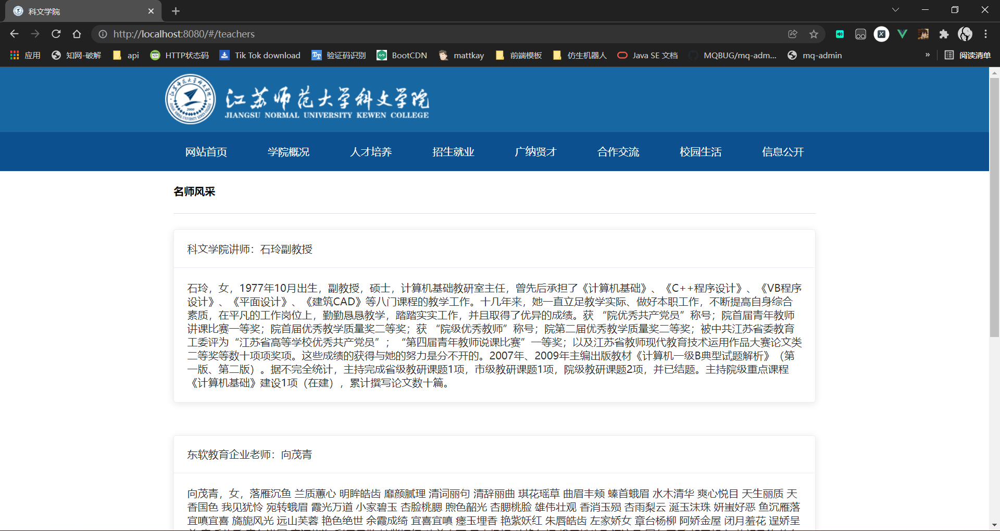 科文学院
http://localhost:8080/#/teachers
应用 知网-破解 api HTTP状态码 Tik Tok download 验证码识别 BootCDN mattkay 前端模板 仿生机器人 Java SE 文档 MQBUG/mq-adm... mq-admin » 阅读清单
江苏师范大学科文学院
JIANGSU NORMAL UNIVERSITY KEWEN COLLEGE
网站首页 学院概况 人才培养 招生就业 广纳贤才 合作交流 校园生活 信息公开
名师风采
科文学院讲师：石玲副教授
石玲，女，1977年10月出生，副教授，硕士，计算机基础教研室主任，曾先后承担了《计算机基础》、《C++程序设计》、《VB程序
设计》、《平面设计》、《建筑CAD》等八门课程的教学工作。十几年来，她一直立足教学实际、做好本职工作，不断提高自身综合
素质，在平凡的工作岗位上，勤勤恳恳教学，踏踏实实工作，并且取得了优异的成绩。获 “院优秀共产党员”称号；院首届青年教师
讲课比赛一等奖；院首届优秀教学质量奖二等奖；获 “院级优秀教师”称号；院第二届优秀教学质量奖二等奖；被中共江苏省委教育
工委评为“江苏省高等学校优秀共产党员”；“第四届青年教师说课比赛”一等奖；以及江苏省教师现代教育技术运用作品大赛论文类
二等奖等数十项项奖项。这些成绩的获得与她的努力是分不开的。2007年、2009年主编出版教材《计算机一级B典型试题解析》（第
一版、第二版）。据不完全统计，主持完成省级教研课题1项，市级教研课题1项，院级教研课题2项，并已结题。主持院级重点课程
《计算机基础》建设1项（在建），累计撰写论文数十篇。
东软教育企业老师：向茂青
向茂青，女，落雁沉鱼 兰质蕙心 明眸皓齿 靡颜腻理 清词丽句 清辞丽曲 琪花瑶草 曲眉丰颊 螓首蛾眉 水木清华 爽心悦目 天生丽质 天
香国色 我见犹怜 宛转蛾眉 霞光万道 小家碧玉 杏脸桃腮 煦色韶光 杏腮桃脸 雄伟壮观 香消玉殒 杏雨梨云 涎玉沫珠 妍蚩好恶 鱼沉雁落
宜嗔宜喜 旖旎风光 远山芙蓉 艳色绝世 余霞成绮 宜喜宜嗔 瘗玉埋香 艳紫妖红 朱唇皓齿 左家娇女 章台杨柳 阿娇金屋 闭月羞花 逞娇呈